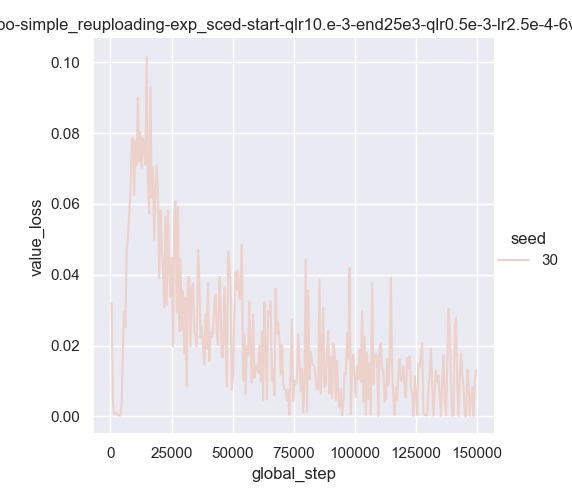 po-simple_reuploading-exp_sced-start-qlr10.e-3-end25e3-qlr0.5e-3-lr2.5e-4-6v
0.10
0.08
0.06
0.04
0.02
0.00
value_loss
0 25000 50000 75000 100000 125000 150000
global_step
seed
30